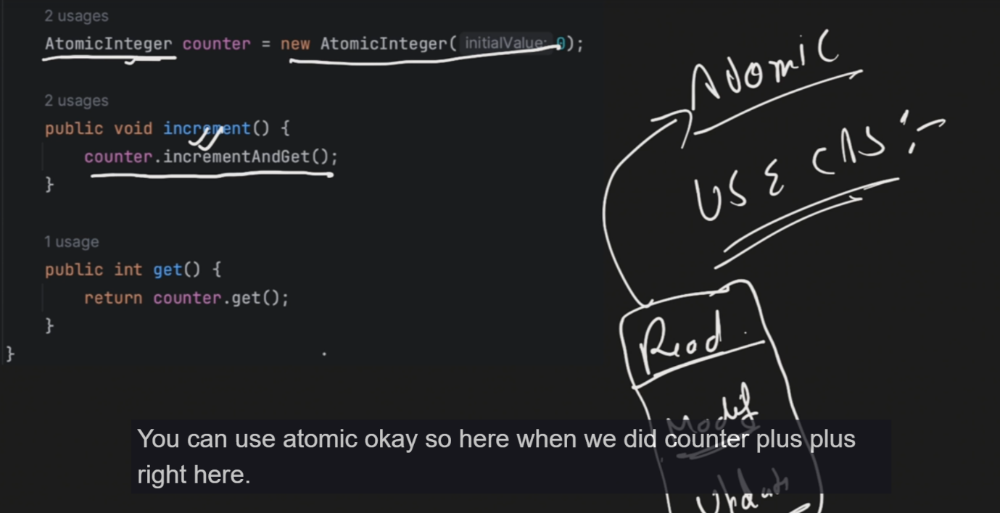 2 usages
AtomicInteger counter = new AtomicInteger( initialValue: 0);
2 usages
public void increment() {
counter.incrementAndGet();
}
1 usage
public int get() {
return counter.get();
}
}
Atomic
USE CAS :-
Read
Modify
Update
You can use atomic okay so here when we did counter plus plus
right here.